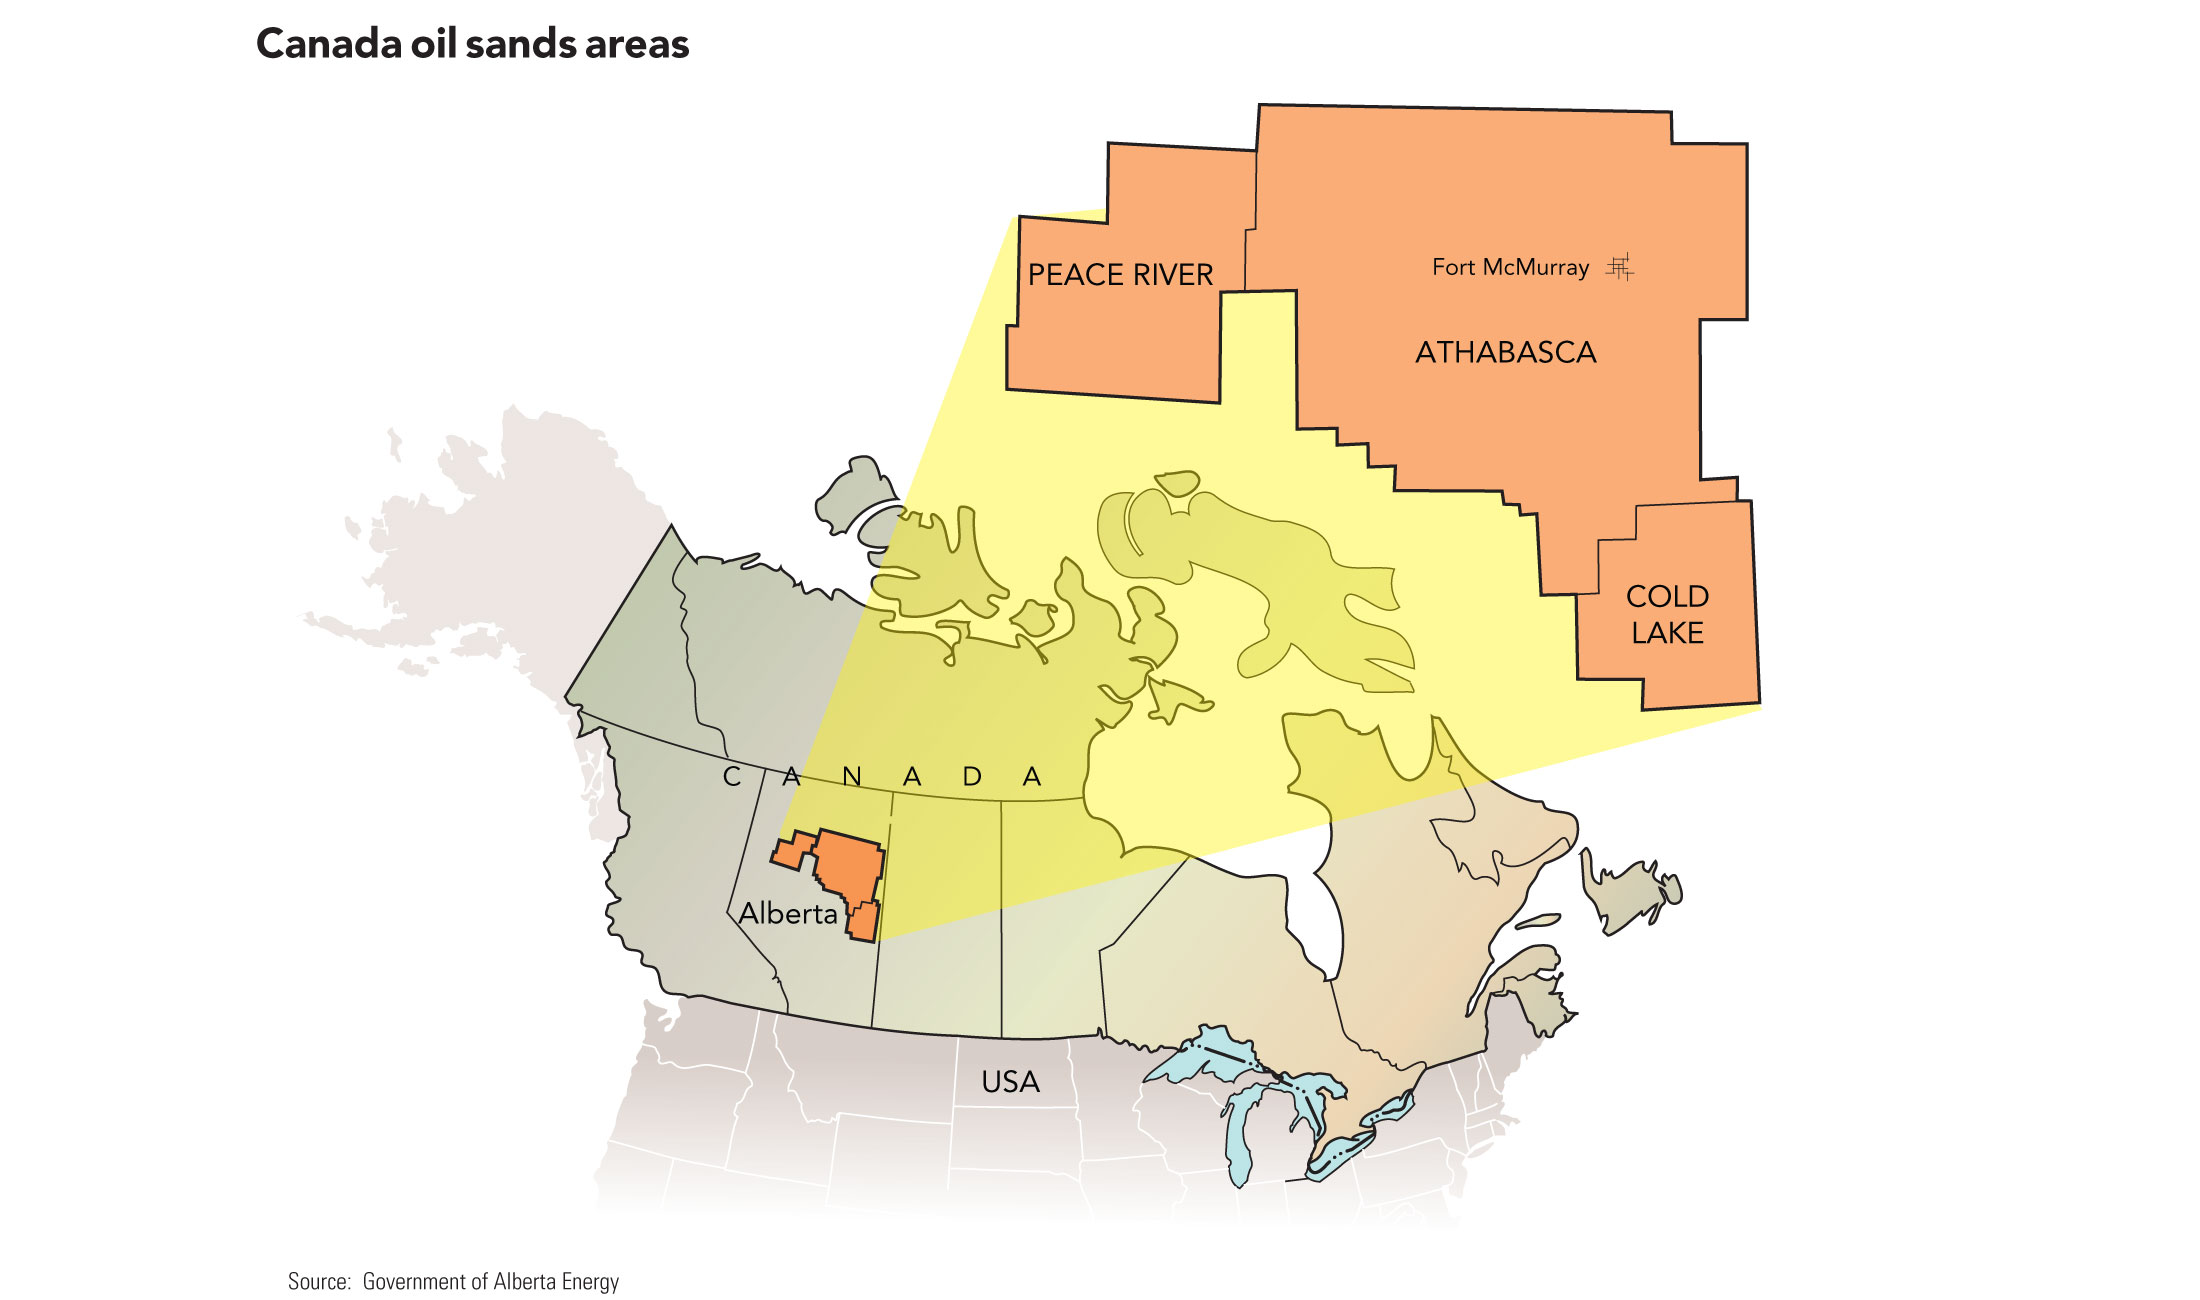 Canada oil sands areas
PEACE RIVER
Fort McMurray
ATHABASCA
COLD
LAKE
C A N A D A
Alberta
USA
Source: Government of Alberta Energy